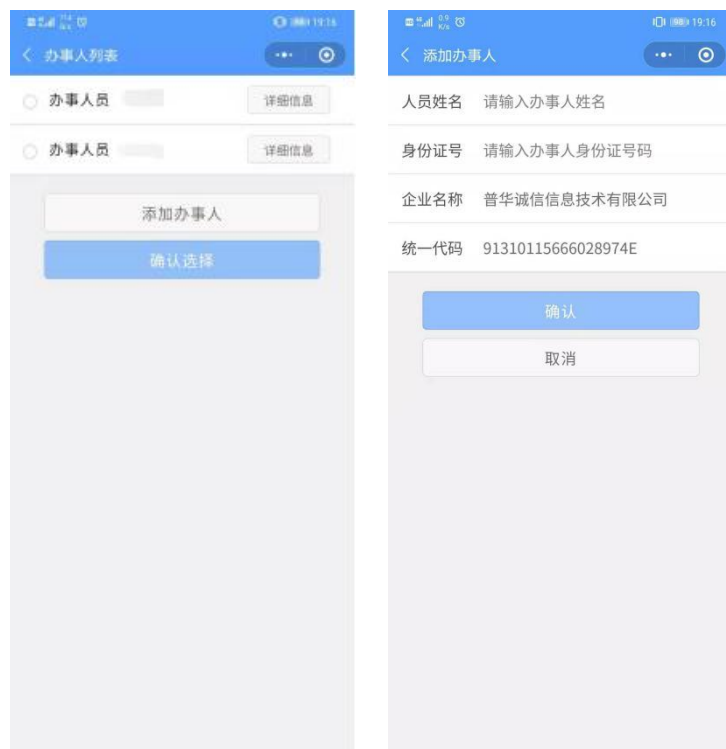 19:16
办事人列表
办事人员
详细信息
办事人员
详细信息
添加办事人
确认选择
0.9
K/s
19:16
添加办事人
人员姓名 请输入办事人姓名
身份证号 请输入办事人身份证号码
企业名称 普华诚信信息技术有限公司
统一代码 91310115666028974E
确认
取消